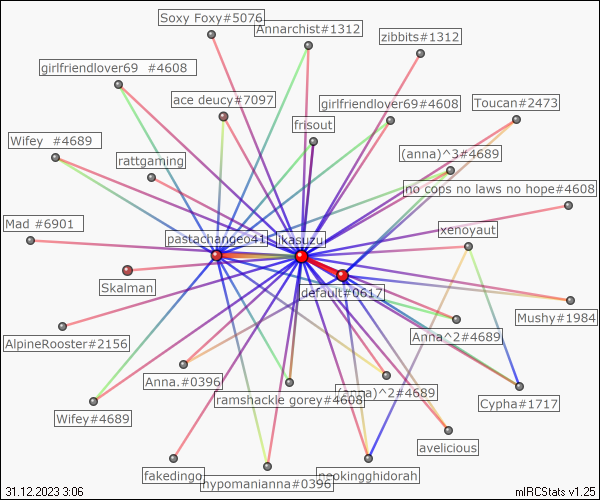 Soxy Foxy#5076
Annarchist#1312
zibbits#1312
girlfriendlover69 #4608
ace deucy#7097
girlfriendlover69#4608
Toucan#2473
frisout
Wifey #4689
rattgaming
(anna)^3#4689
no cops no laws no hope#4608
Mad #6901
pastachangeo41
jkasuzu
xenoyaut
Skalman
default#0617
Mushy#1984
AlpineRooster#2156
Anna^2#4689
Anna.#0396
ramshackle gorey#4608
(anna)^2#4689
Cypha#1717
Wifey#4689
avelicious
fakedingo
hypomanianna#0396
nookingghidorah
31.12.2023 3:06
mIRCStats v1.25